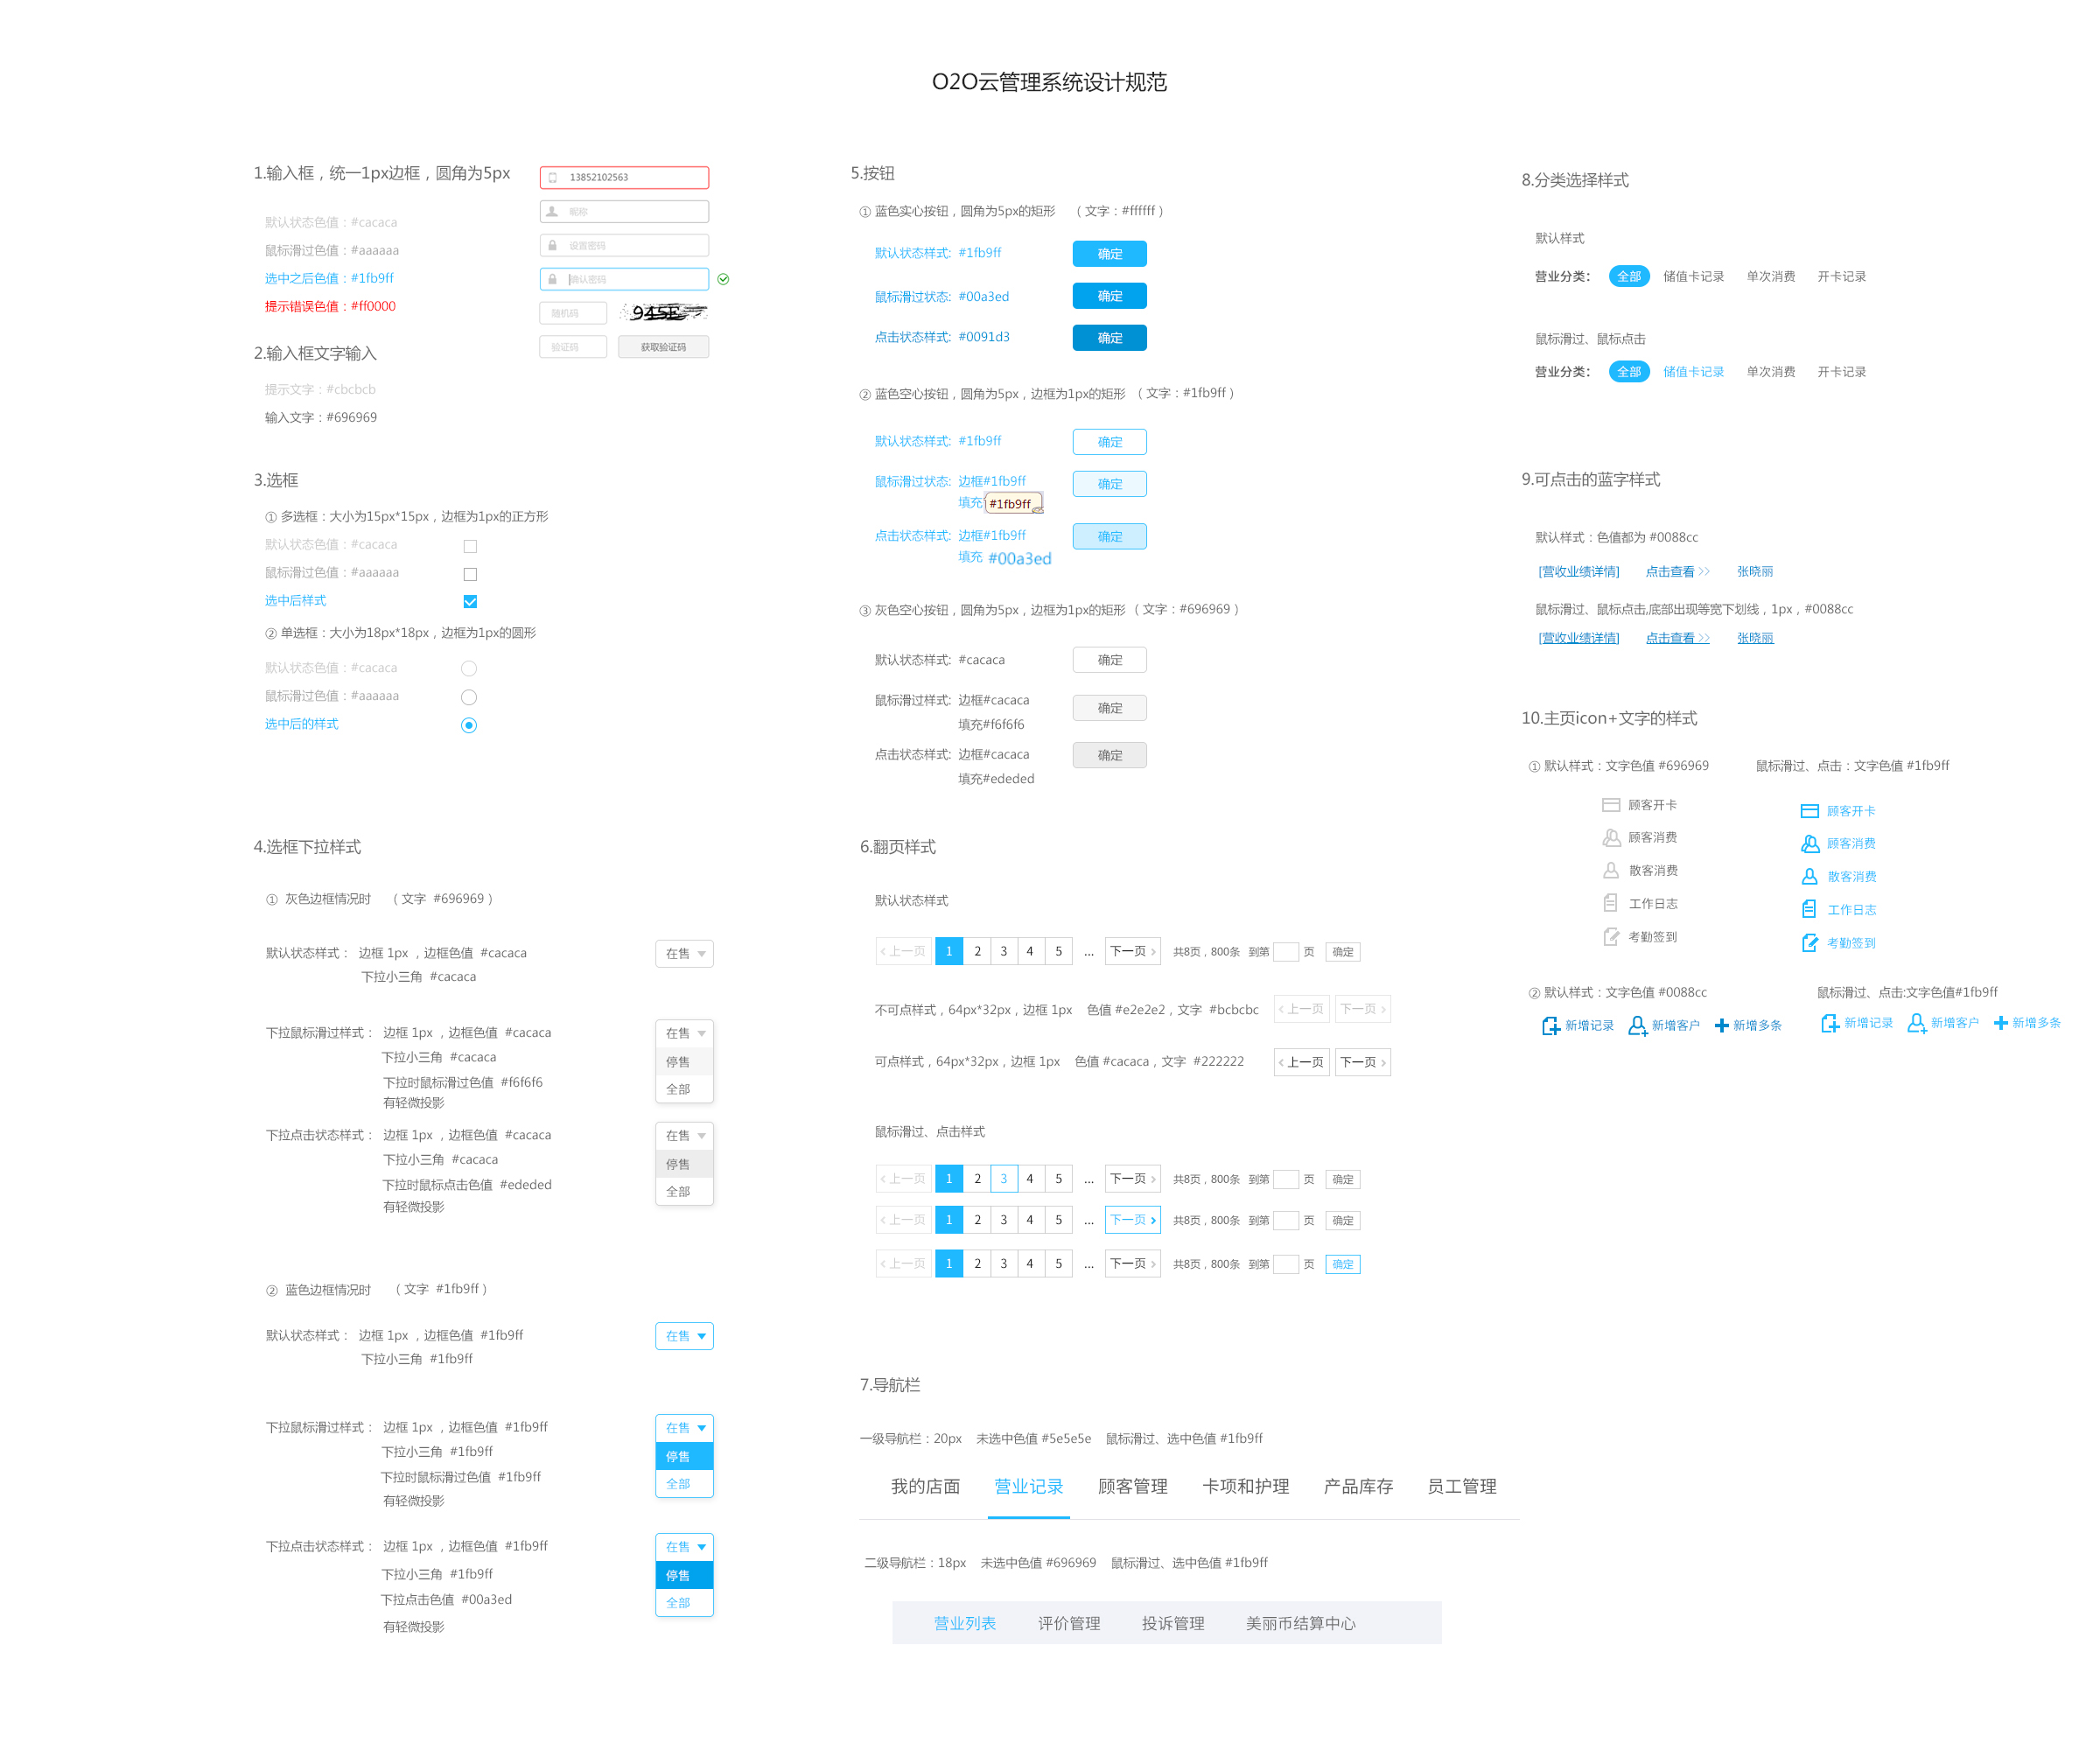 O2O云管理系统设计规范
1.输入框，统一1px边框，圆角为5px
默认状态色值：#cacaca
鼠标滑过色值：#aaaaaa
选中之后色值：#1fb9ff
提示错误色值：#ff0000
13852102563
昵称
设置密码
确认密码
随机码
验证码 获取验证码
2.输入框文字输入
提示文字：#cbcbcb
输入文字：#696969
3.选框
① 多选框：大小为15px*15px，边框为1px的正方形
默认状态色值：#cacaca
鼠标滑过色值：#aaaaaa
选中后样式
② 单选框：大小为18px*18px，边框为1px的圆形
默认状态色值：#cacaca
鼠标滑过色值：#aaaaaa
选中后的样式
4.选框下拉样式
① 灰色边框情况时 （文字 #696969）
默认状态样式： 边框 1px ，边框色值 #cacaca 在售
下拉小三角 #cacaca
下拉鼠标滑过样式： 边框 1px ，边框色值 #cacaca 在售
下拉小三角 #cacaca 停售
下拉时鼠标滑过色值 #f6f6f6 全部
有轻微投影
下拉点击状态样式： 边框 1px ，边框色值 #cacaca 在售
下拉小三角 #cacaca 停售
下拉时鼠标点击色值 #ededed 全部
有轻微投影
② 蓝色边框情况时 （文字 #1fb9ff）
默认状态样式： 边框 1px ，边框色值 #1fb9ff 在售
下拉小三角 #1fb9ff
下拉鼠标滑过样式： 边框 1px ，边框色值 #1fb9ff 在售
下拉小三角 #1fb9ff 停售
下拉时鼠标滑过色值 #1fb9ff 全部
有轻微投影
下拉点击状态样式： 边框 1px ，边框色值 #1fb9ff 在售
下拉小三角 #1fb9ff 停售
下拉点击色值 #00a3ed 全部
有轻微投影
5.按钮
① 蓝色实心按钮，圆角为5px的矩形 （文字：#ffffff）
默认状态样式: #1fb9ff 确定
鼠标滑过状态: #00a3ed 确定
点击状态样式: #0091d3 确定
② 蓝色空心按钮，圆角为5px，边框为1px的矩形 （文字：#1fb9ff）
默认状态样式: #1fb9ff 确定
鼠标滑过状态: 边框#1fb9ff 确定
填充 #1fb9ff
点击状态样式: 边框#1fb9ff 确定
填充 #00a3ed
③ 灰色空心按钮，圆角为5px，边框为1px的矩形（文字：#696969）
默认状态样式: #cacaca 确定
鼠标滑过样式: 边框#cacaca 确定
填充#f6f6f6
点击状态样式: 边框#cacaca 确定
填充#ededed
6.翻页样式
默认状态样式
上一页 1 2 3 4 5 ... 下一页 共8页，800条 到第 页 确定
不可点样式，64px*32px，边框 1px 色值 #e2e2e2，文字 #bcbcbc 上一页 下一页
可点样式，64px*32px，边框 1px 色值 #cacaca，文字 #222222 上一页 下一页
鼠标滑过、点击样式
上一页 1 2 3 4 5 ... 下一页 共8页，800条 到第 页 确定
上一页 1 2 3 4 5 ... 下一页 共8页，800条 到第 页 确定
上一页 1 2 3 4 5 ... 下一页 共8页，800条 到第 页 确定
7.导航栏
一级导航栏：20px 未选中色值 #5e5e5e 鼠标滑过、选中色值 #1fb9ff
我的店面 营业记录 顾客管理 卡项和护理 产品库存 员工管理
二级导航栏：18px 未选中色值 #696969 鼠标滑过、选中色值 #1fb9ff
营业列表 评价管理 投诉管理 美丽币结算中心
8.分类选择样式
默认样式
营业分类： 全部 储值卡记录 单次消费 开卡记录
鼠标滑过、鼠标点击
营业分类： 全部 储值卡记录 单次消费 开卡记录
9.可点击的蓝字样式
默认样式：色值都为 #0088cc
[营收业绩详情] 点击查看>> 张晓丽
鼠标滑过、鼠标点击,底部出现等宽下划线，1px，#0088cc
[营收业绩详情] 点击查看>> 张晓丽
10.主页icon+文字的样式
① 默认样式：文字色值 #696969 鼠标滑过、点击：文字色值 #1fb9ff
顾客开卡 顾客开卡
顾客消费 顾客消费
散客消费 散客消费
工作日志 工作日志
考勤签到 考勤签到
② 默认样式：文字色值 #0088cc 鼠标滑过、点击:文字色值#1fb9ff
新增记录 新增客户 新增多条 新增记录 新增客户 新增多条